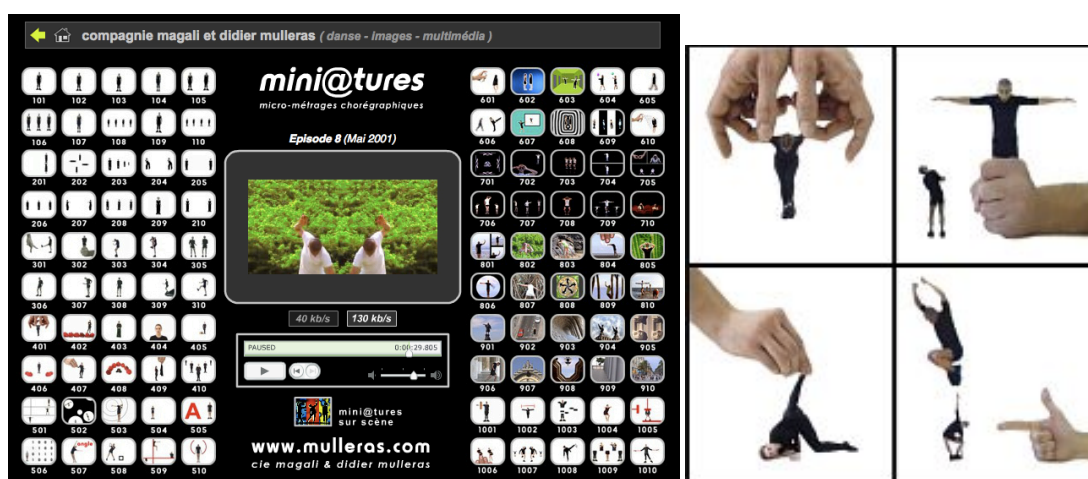 compagnie magali et didier mulleras ( danse - images - multimédia )
101 102 103 104 105
106 107 108 109 110
201 202 203 204 205
206 207 208 209 210
301 302 303 304 305
306 307 308 309 310
401 402 403 404 405
406 407 408 409 410
A
501 502 503 504 505
angle
506 507 508 509 510
mini@tures
micro-métrages chorégraphiques
Episode 8 (Mai 2001)
40 kb/s 130 kb/s
PAUSED 0:00:29.805
mini@tures
sur scène
www.mulleras.com
cie magali & didier mulleras
601 602 603 604 605
606 607 608 609 610
701 702 703 704 705
706 707 708 709 710
801 802 803 804 805
806 807 808 809 810
901 902 903 904 905
906 907 908 909 910
1001 1002 1003 1004 1005
1006 1007 1008 1009 1010